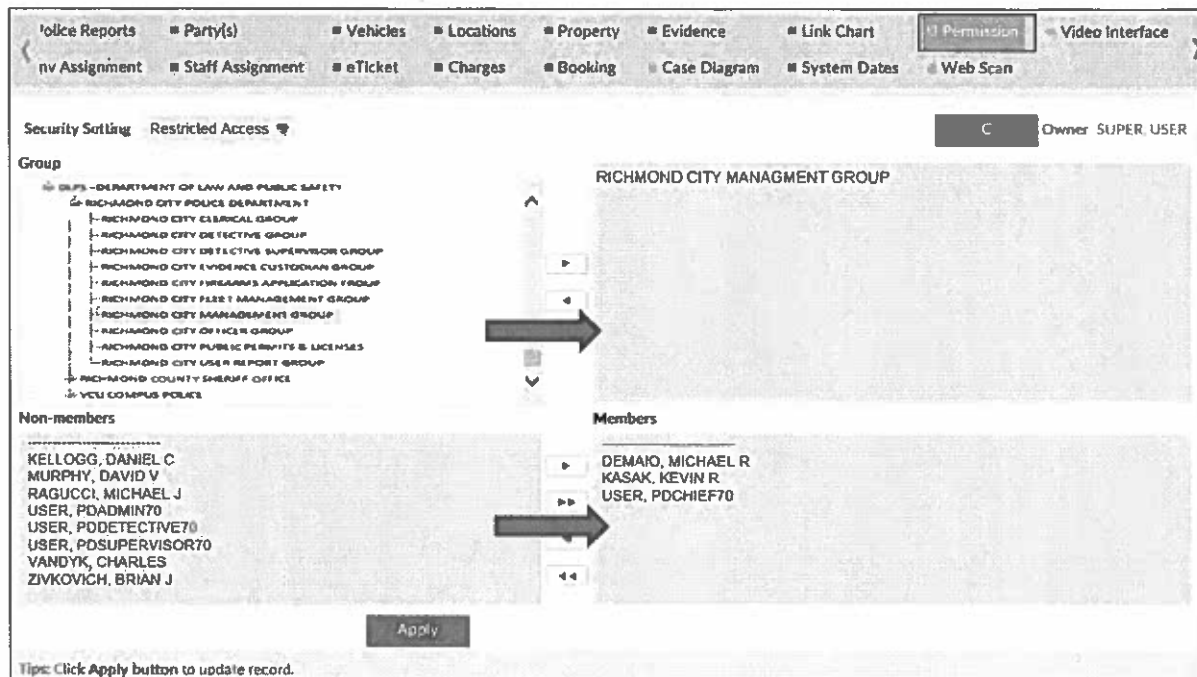 Police Reports Party(s) Vehicles Locations Property Evidence Link Chart Permission Video Interface
nv Assignment Staff Assignment eTicket Charges Booking Case Diagram System Dates Web Scan
Security Setting Restricted Access C Owner SUPER, USER
Group
DLPS -DEPARTMENT OF LAW AND PUBLIC SAFETY
RICHMOND CITY POLICE DEPARTMENT
RICHMOND CITY CLERICAL GROUP
RICHMOND CITY DETECTIVE GROUP
RICHMOND CITY DETECTIVE SUPERVISOR GROUP
RICHMOND CITY EVIDENCE CUSTODIAN GROUP
RICHMOND CITY FIREARMS APPLICATION GROUP
RICHMOND CITY FLEET MANAGEMENT GROUP
RICHMOND CITY MANAGEMENT GROUP
RICHMOND CITY OFFICER GROUP
RICHMOND CITY PUBLIC PERMITS & LICENSES
RICHMOND CITY USER REPORT GROUP
RICHMOND COUNTY SHERIFF OFFICE
VCU COMPUS POLICE
RICHMOND CITY MANAGMENT GROUP
Non-members
KELLOGG, DANIEL C
MURPHY, DAVID V
RAGUCCI, MICHAEL J
USER, PDADMIN70
USER, PDDETECTIVE70
USER, PDSUPERVISOR70
VANDYK, CHARLES
ZIVKOVICH, BRIAN J
Members
DEMAIO, MICHAEL R
KASAK, KEVIN R
USER, PDCHIEF70
Apply
Tips: Click Apply button to update record.